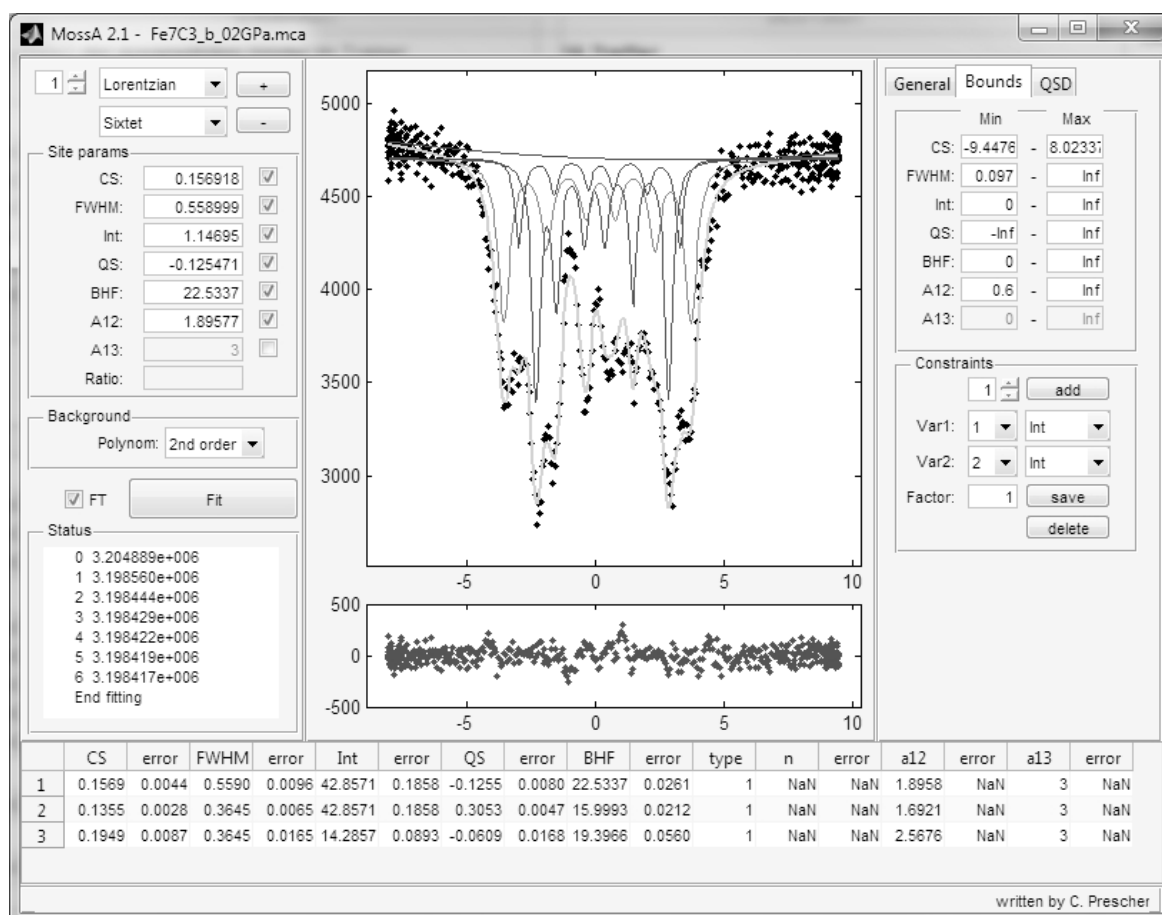 MossA 2.1 - Fe7C3_b_02GPa.mca
1 Lorentzian +
Sixtet -
Site params
CS: 0.156918
FWHM: 0.558999
Int: 1.14695
QS: -0.125471
BHF: 22.5337
A12: 1.89577
A13: 3
Ratio:
Background
Polynom: 2nd order
FT Fit
Status
0 3.204889e+006
1 3.198560e+006
2 3.198444e+006
3 3.198429e+006
4 3.198422e+006
5 3.198419e+006
6 3.198417e+006
End fitting
5000
4500
4000
3500
3000
-5 0 5 10
500
0
-500
-5 0 5 10
General Bounds QSD
Min Max
CS: -9.4476 - 8.02337
FWHM: 0.097 - Inf
Int: 0 - Inf
QS: -Inf - Inf
BHF: 0 - Inf
A12: 0.6 - Inf
A13: 0 - Inf
Constraints
1 add
Var1: 1 Int
Var2: 2 Int
Factor: 1 save
delete
CS error FWHM error Int error QS error BHF error type n error a12 error a13 error
1 0.1569 0.0044 0.5590 0.0096 42.8571 0.1858 -0.1255 0.0080 22.5337 0.0261 1 NaN NaN 1.8958 NaN 3 NaN
2 0.1355 0.0028 0.3645 0.0065 42.8571 0.1858 0.3053 0.0047 15.9993 0.0212 1 NaN NaN 1.6921 NaN 3 NaN
3 0.1949 0.0087 0.3645 0.0165 14.2857 0.0893 -0.0609 0.0168 19.3966 0.0560 1 NaN NaN 2.5676 NaN 3 NaN
written by C. Prescher